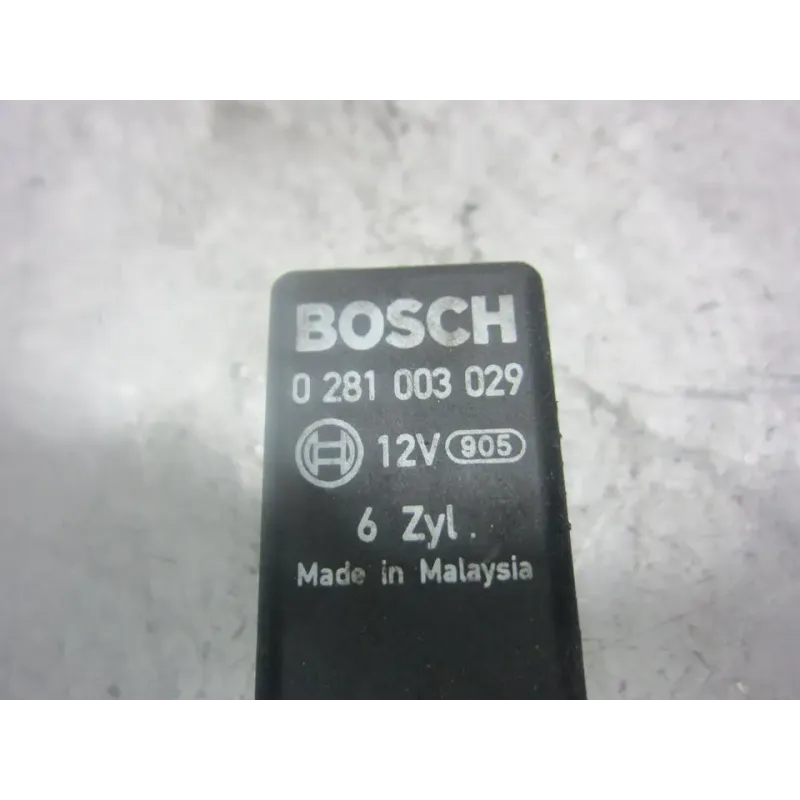 BOSCH
0 281 003 029
12V 905
6 Zyl.
Made in Malaysia